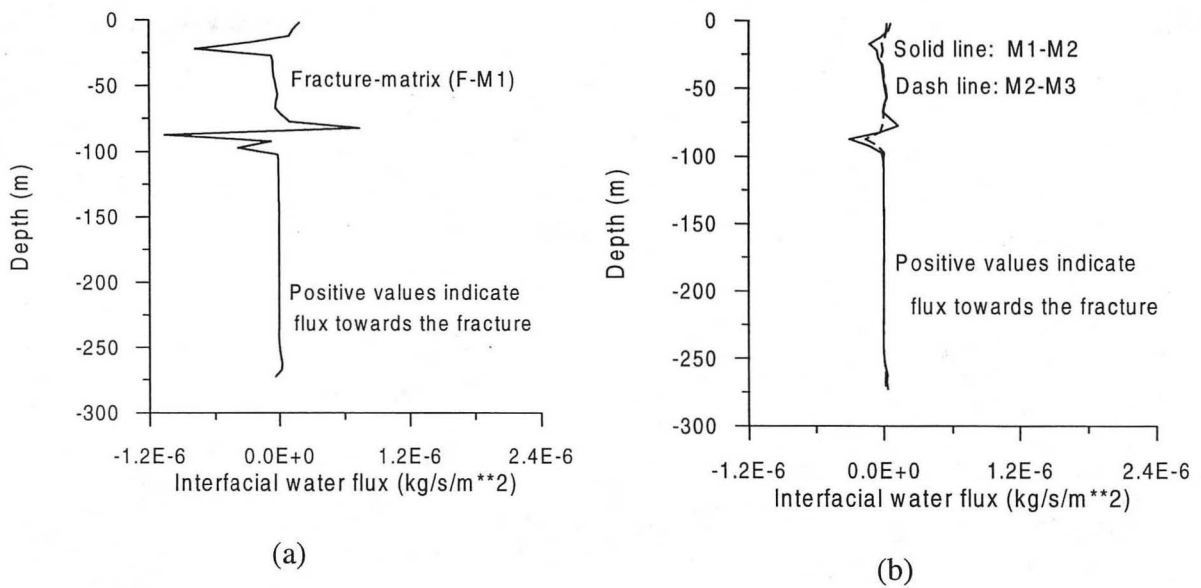 0
-50
-100
-150
-200
-250
-300
Depth (m)
Fracture-matrix (F-M1)
Positive values indicate
flux towards the fracture
-1.2E-6 0.0E+0 1.2E-6 2.4E-6
Interfacial water flux (kg/s/m**2)
(a)
0
-50
-100
-150
-200
-250
-300
Depth (m)
Solid line: M1-M2
Dash line: M2-M3
Positive values indicate
flux towards the fracture
-1.2E-6 0.0E+0 1.2E-6 2.4E-6
Interfacial water flux (kg/s/m**2)
(b)